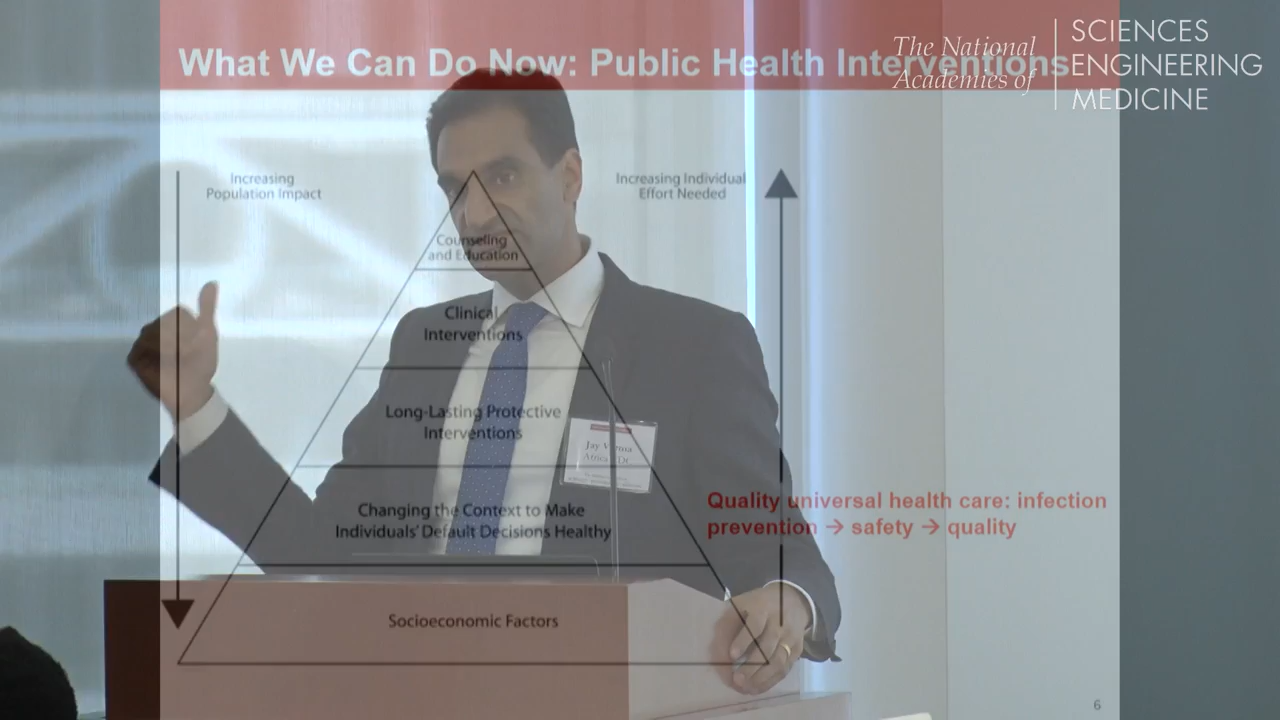 What We Can Do Now: Public Health Interventions
The National
Academies of
SCIENCES
ENGINEERING
MEDICINE
Increasing
Population Impact
Increasing Individual
Effort Needed
Counseling
and Education
Clinical
Interventions
Long-Lasting Protective
Interventions
Jay
Changing the Context to Make
Individuals' Default Decisions Healthy
Quality universal health care: infection
prevention → safety → quality
Socioeconomic Factors
6